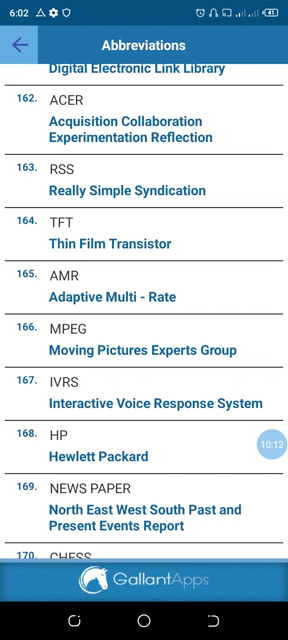 6:02
41
Abbreviations
Digital Electronic Link Library
162. ACER
Acquisition Collaboration
Experimentation Reflection
163. RSS
Really Simple Syndication
164. TFT
Thin Film Transistor
165. AMR
Adaptive Multi - Rate
166. MPEG
Moving Pictures Experts Group
167. IVRS
Interactive Voice Response System
168. HP
10:12
Hewlett Packard
169. NEWS PAPER
North East West South Past and
Present Events Report
170. CHESS
GallantApps